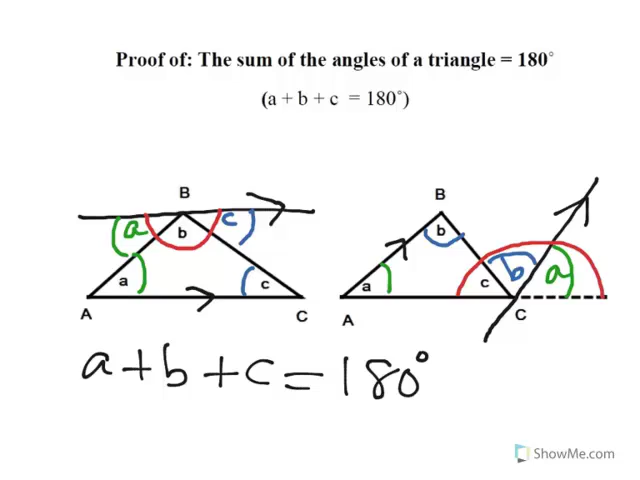 Proof of: The sum of the angles of a triangle = 180°
(a + b + c = 180°)
B
a b c
a c
A C
B
b
a c b a
A C
a + b + c = 180°
ShowMe.com